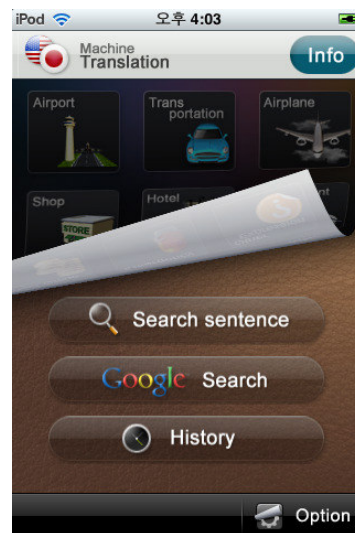 iPod 오후 4:03
Machine
Translation
Info
Airport
Trans
portation
Airplane
Shop
STORE
Hotel
Search sentence
Google Search
History
Option